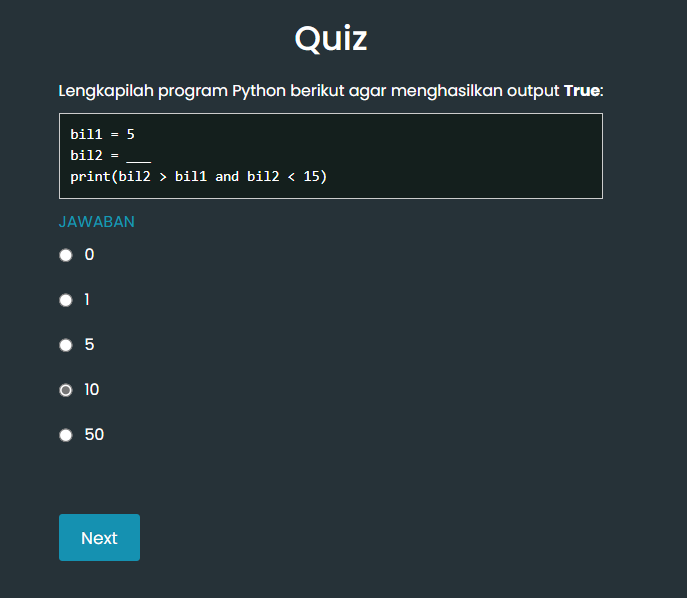 Quiz
Lengkapilah program Python berikut agar menghasilkan output True:
bil1 = 5
bil2 = ___
print(bil2 > bil1 and bil2 < 15)
JAWABAN
0
1
5
10
50
Next